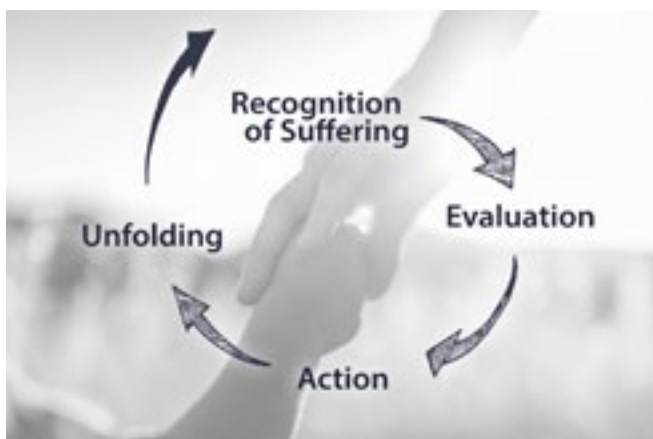 Recognition
of Suffering
Evaluation
Action
Unfolding